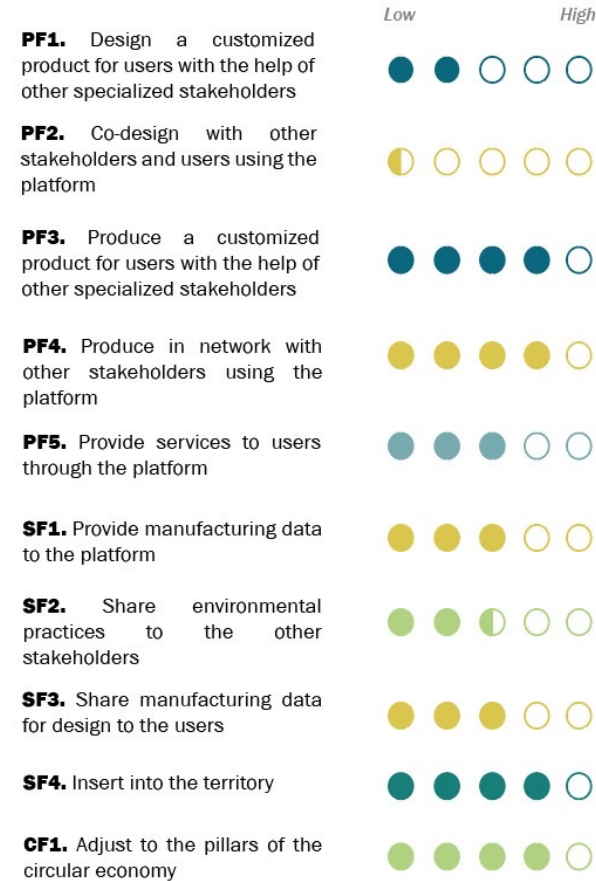 Low High
PF1. Design a customized
product for users with the help of
other specialized stakeholders
PF2. Co-design with other
stakeholders and users using the
platform
PF3. Produce a customized
product for users with the help of
other specialized stakeholders
PF4. Produce in network with
other stakeholders using the
platform
PF5. Provide services to users
through the platform
SF1. Provide manufacturing data
to the platform
SF2. Share environmental
practices to the other
stakeholders
SF3. Share manufacturing data
for design to the users
SF4. Insert into the territory
CF1. Adjust to the pillars of the
circular economy